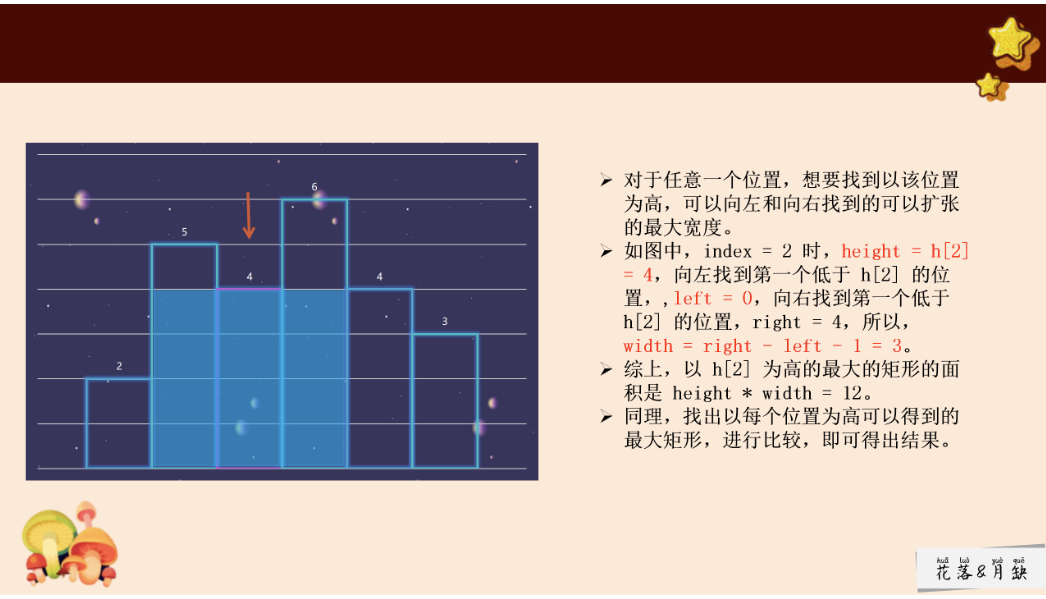 6
5
4
4
3
2
➢ 对于任意一个位置，想要找到以该位置
为高，可以向左和向右找到的可以扩张
的最大宽度。
➢ 如图中，index = 2 时，height = h[2]
= 4，向左找到第一个低于 h[2] 的位
置，,left = 0，向右找到第一个低于
h[2] 的位置，right = 4，所以，
width = right - left - 1 = 3。
➢ 综上，以 h[2] 为高的最大的矩形的面
积是 height * width = 12。
➢ 同理，找出以每个位置为高可以得到的
最大矩形，进行比较，即可得出结果。
huā luò yuè quē
花落&月缺